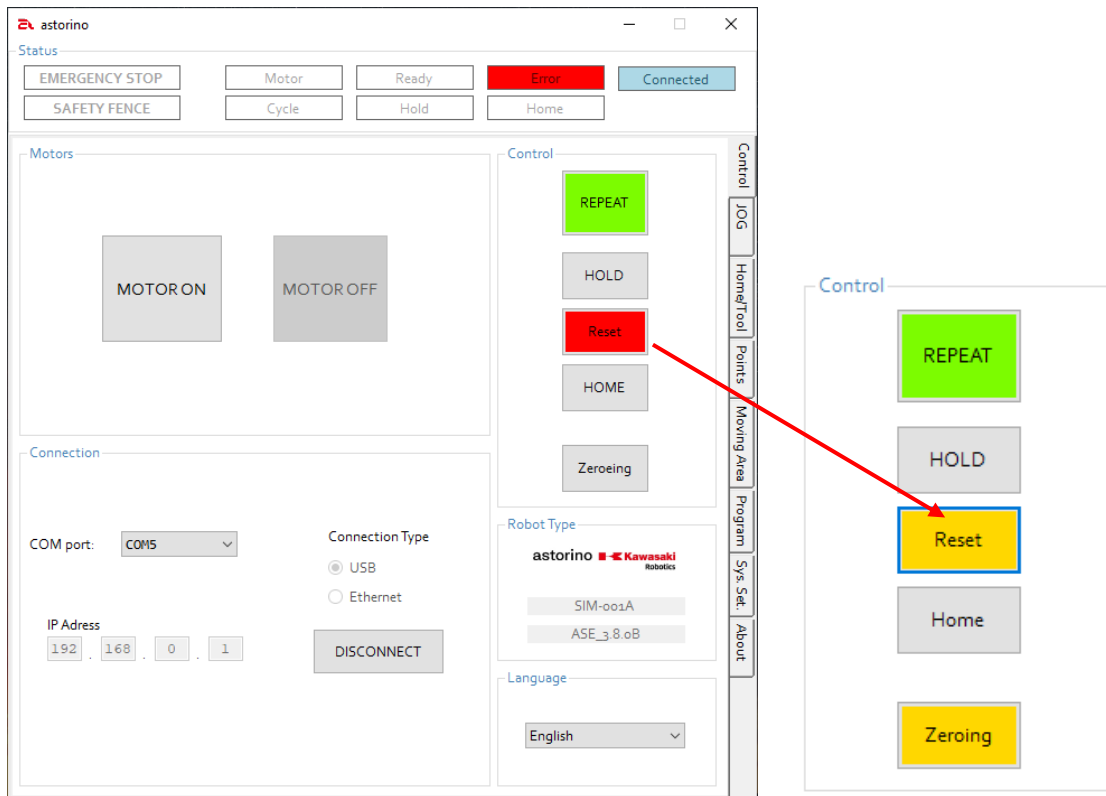 astorino
Status
EMERGENCY STOP
Motor
Ready
Error
Connected
SAFETY FENCE
Cycle
Hold
Home
Motors
MOTOR ON
MOTOR OFF
Control
REPEAT
HOLD
Reset
HOME
Zeroeing
Control
JOG
Home/Tool
Points
Moving Area
Program
Sys. Set.
About
Connection
COM port:
COM5
Connection Type
USB
Ethernet
IP Adress
192 . 168 . 0 . 1
DISCONNECT
Robot Type
astorino Kawasaki
Robotics
SIM-001A
ASE_3.8.0B
Language
English
Control
REPEAT
HOLD
Reset
Home
Zeroing